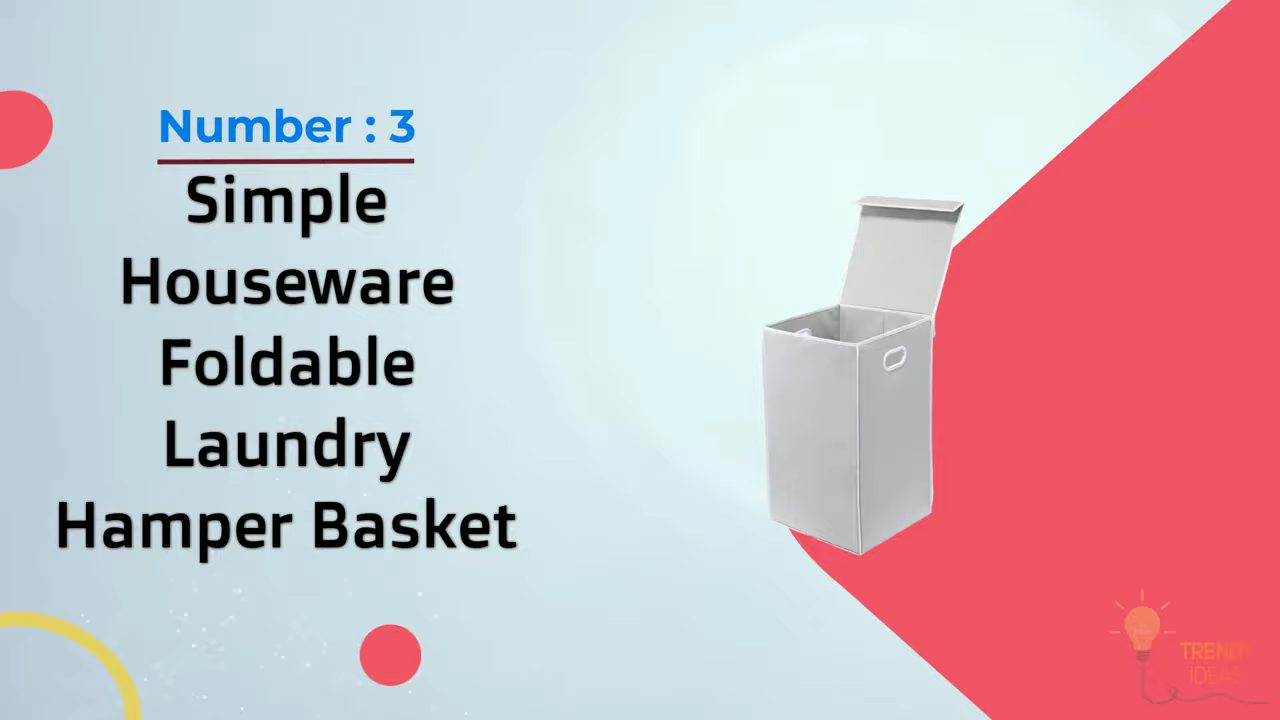 Number : 3
Simple
Houseware
Foldable
Laundry
Hamper Basket
TRENDY
IDEAS